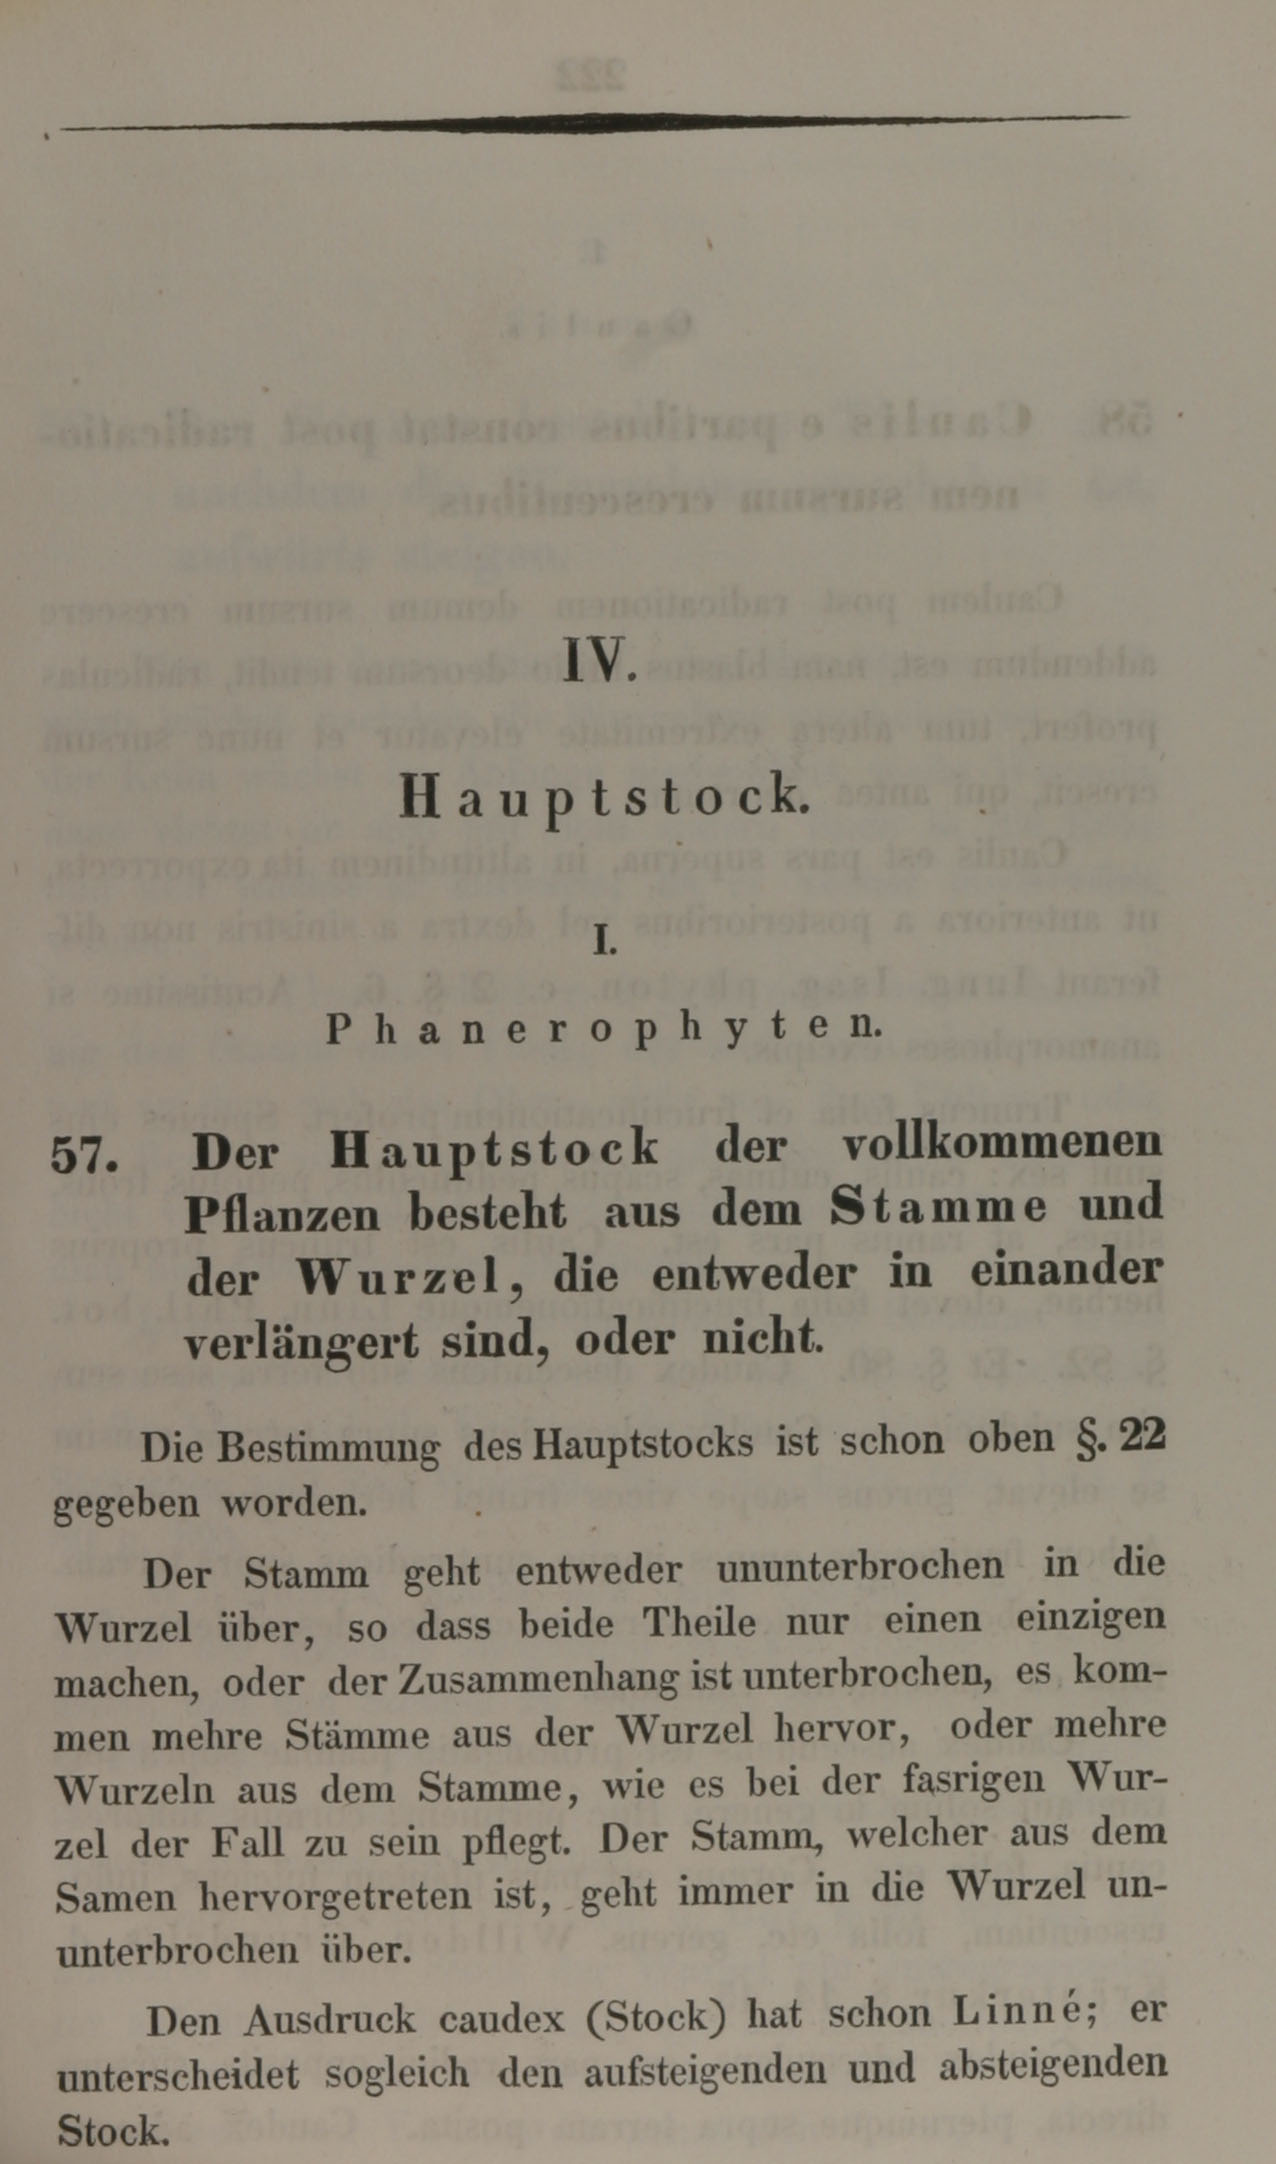 IV.
Hauptstock.
I.
Phanerophyten.
57. Der Hauptstock der vollkommenen
Pflanzen besteht aus dem Stamme und
der Wurzel, die entweder in einander
verlängert sind, oder nicht.
Die Bestimmung des Hauptstocks ist schon oben §. 22
gegeben worden.
Der Stamm geht entweder ununterbrochen in die
Wurzel über, so dass beide Theile nur einen einzigen
machen, oder der Zusammenhang ist unterbrochen, es kom-
men mehre Stämme aus der Wurzel hervor, oder mehre
Wurzeln aus dem Stamme, wie es bei der fasrigen Wur-
zel der Fall zu sein pflegt. Der Stamm, welcher aus dem
Samen hervorgetreten ist, geht immer in die Wurzel un-
unterbrochen über.
Den Ausdruck caudex (Stock) hat schon Linné; er
unterscheidet sogleich den aufsteigenden und absteigenden
Stock.